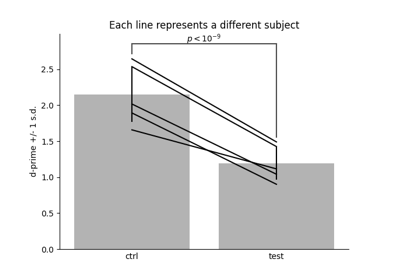 Each line represents a different subject
p < 10⁻⁹
d-prime +/- 1 s.d.
2.5
2.0
1.5
1.0
0.5
0.0
ctrl test